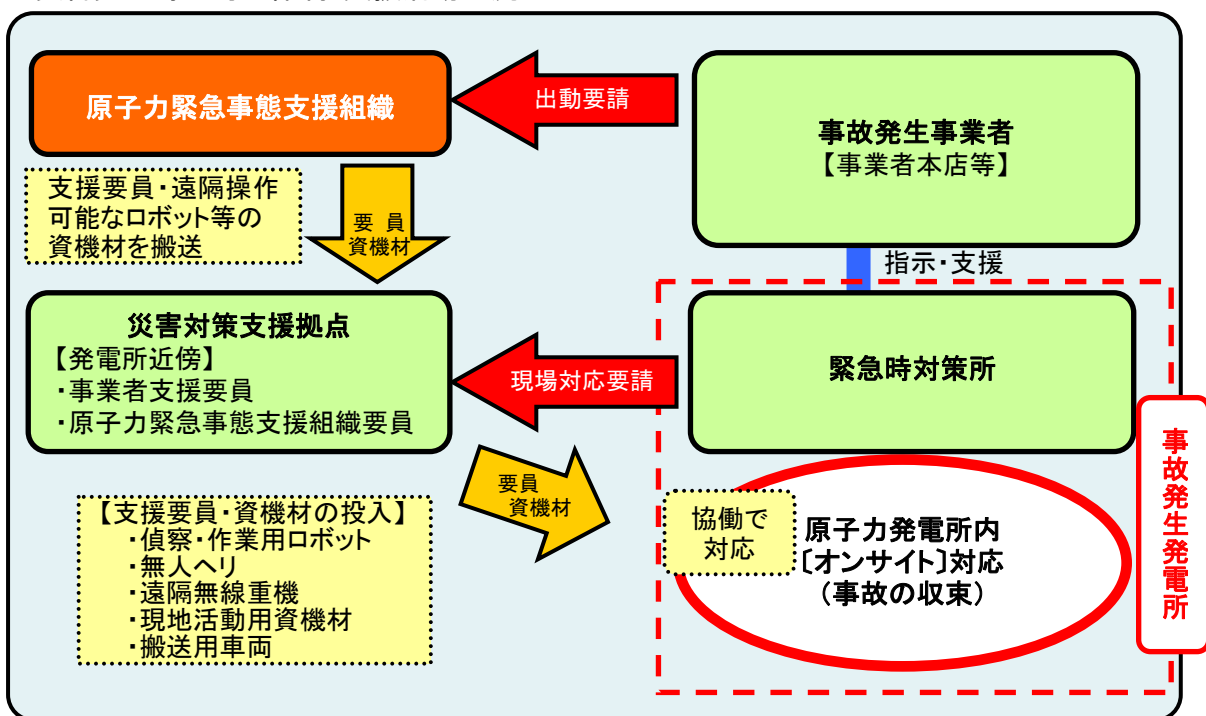 原子力緊急事態支援組織
出動要請
事故発生事業者
【事業者本店等】
支援要員・遠隔操作
可能なロボット等の
資機材を搬送
要 員
資機材
指示・支援
災害対策支援拠点
【発電所近傍】
・事業者支援要員
・原子力緊急事態支援組織要員
現場対応要請
緊急時対策所
事故発生発電所
要員
資機材
【支援要員・資機材の投入】
・偵察・作業用ロボット
・無人ヘリ
・遠隔無線重機
・現地活動用資機材
・搬送用車両
協働で
対応
原子力発電所内
〔オンサイト〕対応
（事故の収束）